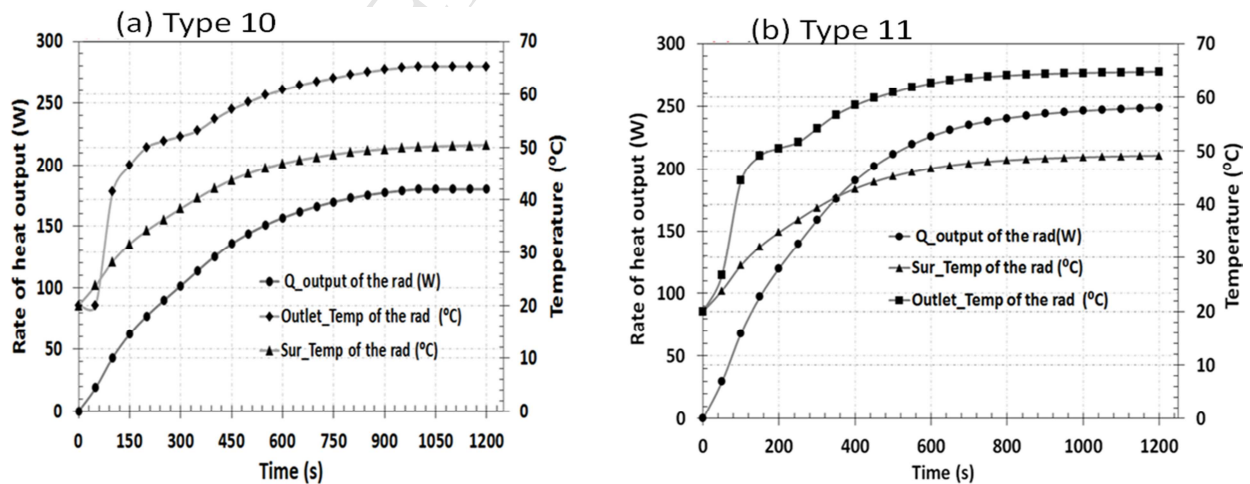 (a) Type 10
Rate of heat output (W)
300
250
200
150
100
50
0
70
60
50
40
30
20
10
0
Temperature (°C)
Q_output of the rad (W)
Outlet_Temp of the rad (°C)
Sur_Temp of the rad (°C)
0 150 300 450 600 750 900 1050 1200
Time (s)
(b) Type 11
Rate of heat output (W)
300
250
200
150
100
50
0
70
60
50
40
30
20
10
0
Temperature (°C)
Q_output of the rad(W)
Sur_Temp of the rad (°C)
Outlet_Temp of the rad (°C)
0 200 400 600 800 1000 1200
Time (s)